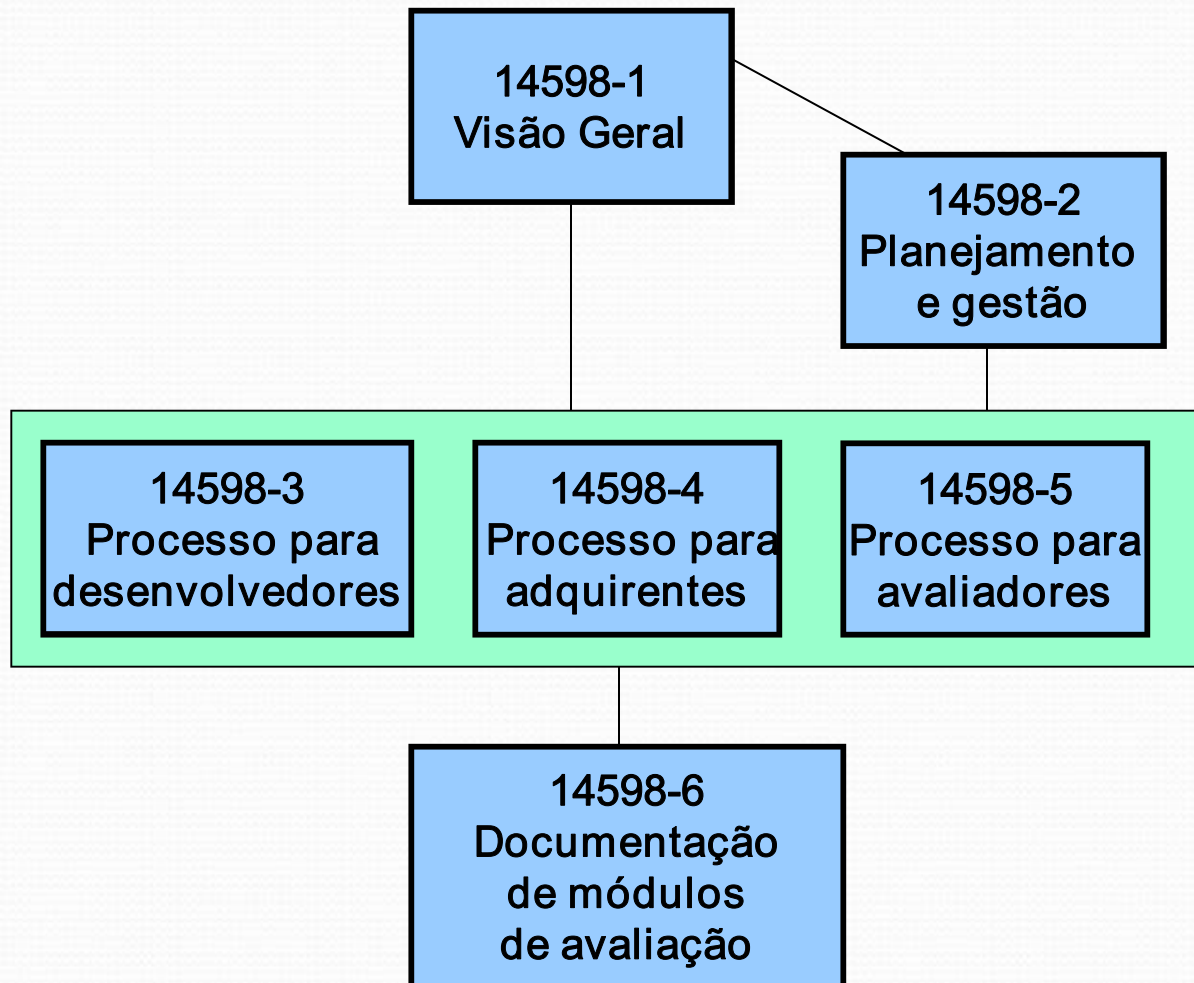 14598-1
Visão Geral
14598-2
Planejamento
e gestão
14598-3
Processo para
desenvolvedores
14598-4
Processo para
adquirentes
14598-5
Processo para
avaliadores
14598-6
Documentação
de módulos
de avaliação